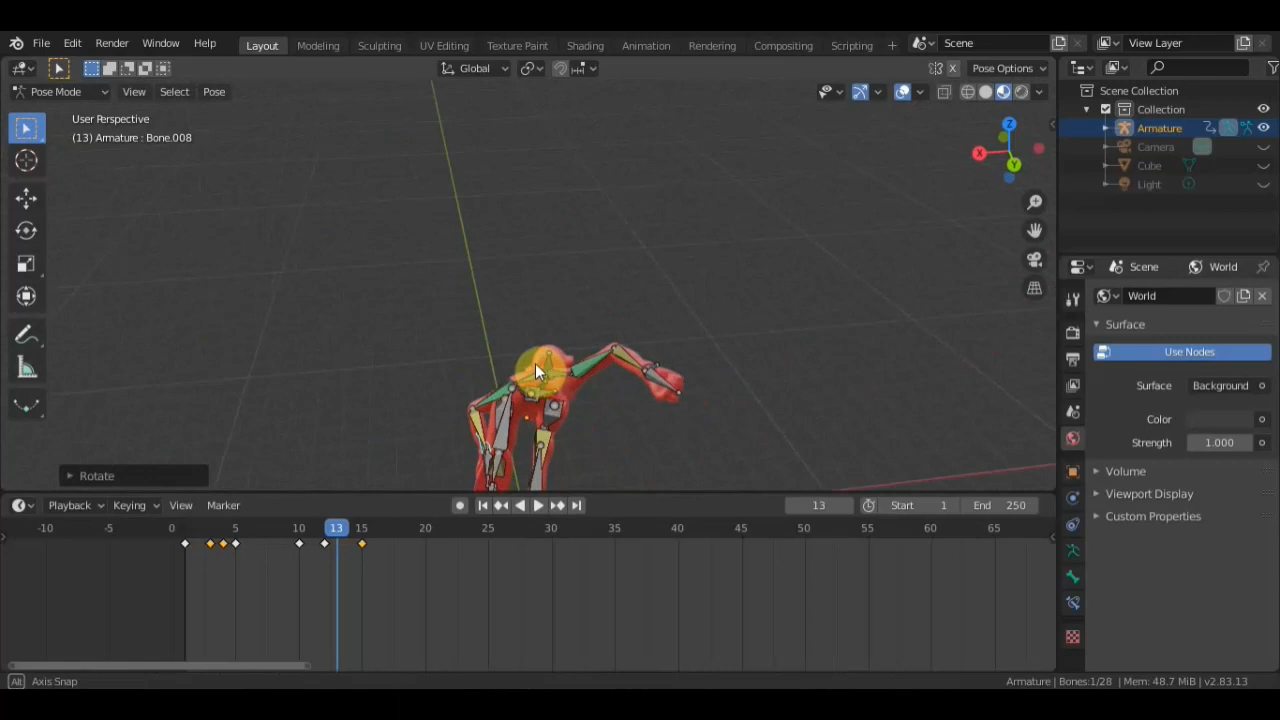 File Edit Render Window Help Layout Modeling Sculpting UV Editing Texture Paint Shading Animation Rendering Compositing Scripting + Scene View Layer
Global X Pose Options
Pose Mode View Select Pose
User Perspective
(13) Armature : Bone.008
Z
X
Y
Scene Collection
Collection
Armature
Camera
Cube
Light
Scene World
World
Surface
Use Nodes
Surface Background
Color
Strength 1.000
Volume
Viewport Display
Custom Properties
Rotate
Playback Keying View Marker 13 Start 1 End 250
-10 -5 0 5 10 13 15 20 25 30 35 40 45 50 55 60 65
Alt Axis Snap Armature | Bones:1/28 | Mem: 48.7 MiB | v2.83.13